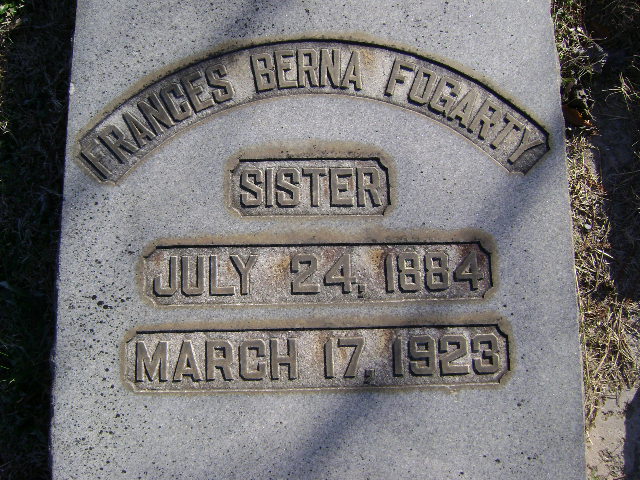 FRANCES BERNA FOGARTY
SISTER
JULY 24, 1884
MARCH 17, 1923